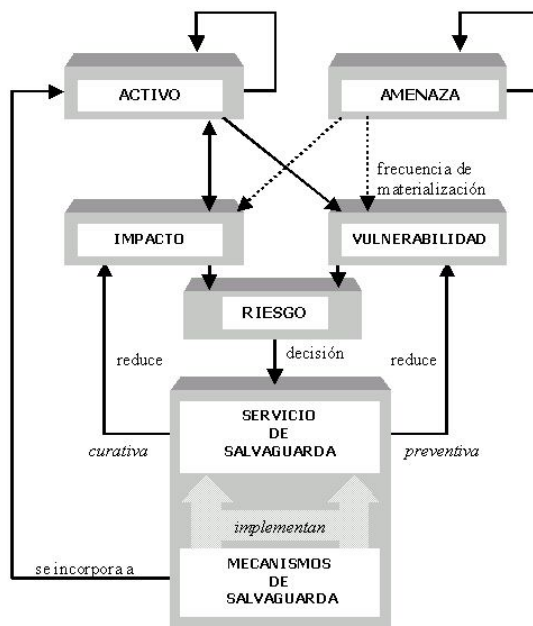 ACTIVO
AMENAZA
frecuencia de
materialización
IMPACTO
VULNERABILIDAD
RIESGO
reduce
decisión
reduce
SERVICIO
DE
SALVAGUARDA
curativa
preventiva
implementan
MECANISMOS
DE
SALVAGUARDA
se incorpora a